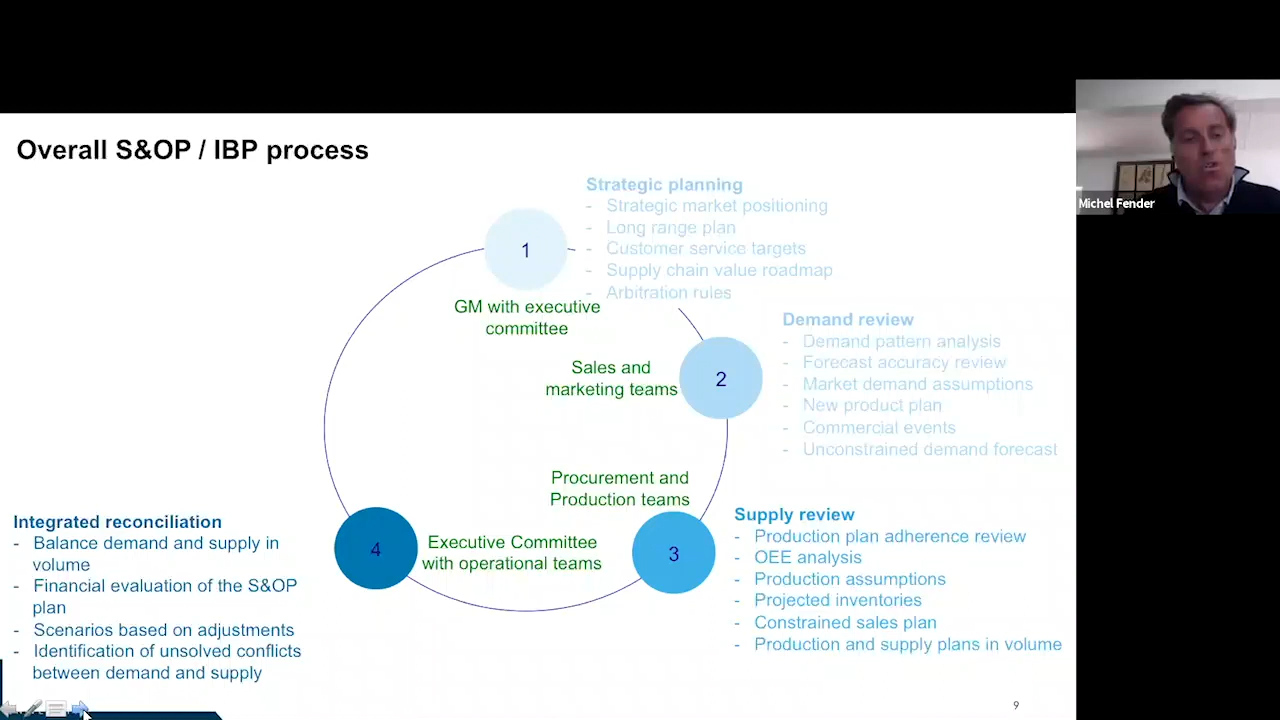 Overall S&OP / IBP process
Michel Fender
1
Strategic planning
- Strategic market positioning
- Long range plan
- Customer service targets
- Supply chain value roadmap
- Arbitration rules
GM with executive
committee
2
Sales and
marketing teams
Demand review
- Demand pattern analysis
- Forecast accuracy review
- Market demand assumptions
- New product plan
- Commercial events
- Unconstrained demand forecast
Procurement and
Production teams
3
Supply review
- Production plan adherence review
- OEE analysis
- Production assumptions
- Projected inventories
- Constrained sales plan
- Production and supply plans in volume
4
Executive Committee
with operational teams
Integrated reconciliation
- Balance demand and supply in
volume
- Financial evaluation of the S&OP
plan
- Scenarios based on adjustments
- Identification of unsolved conflicts
between demand and supply
9